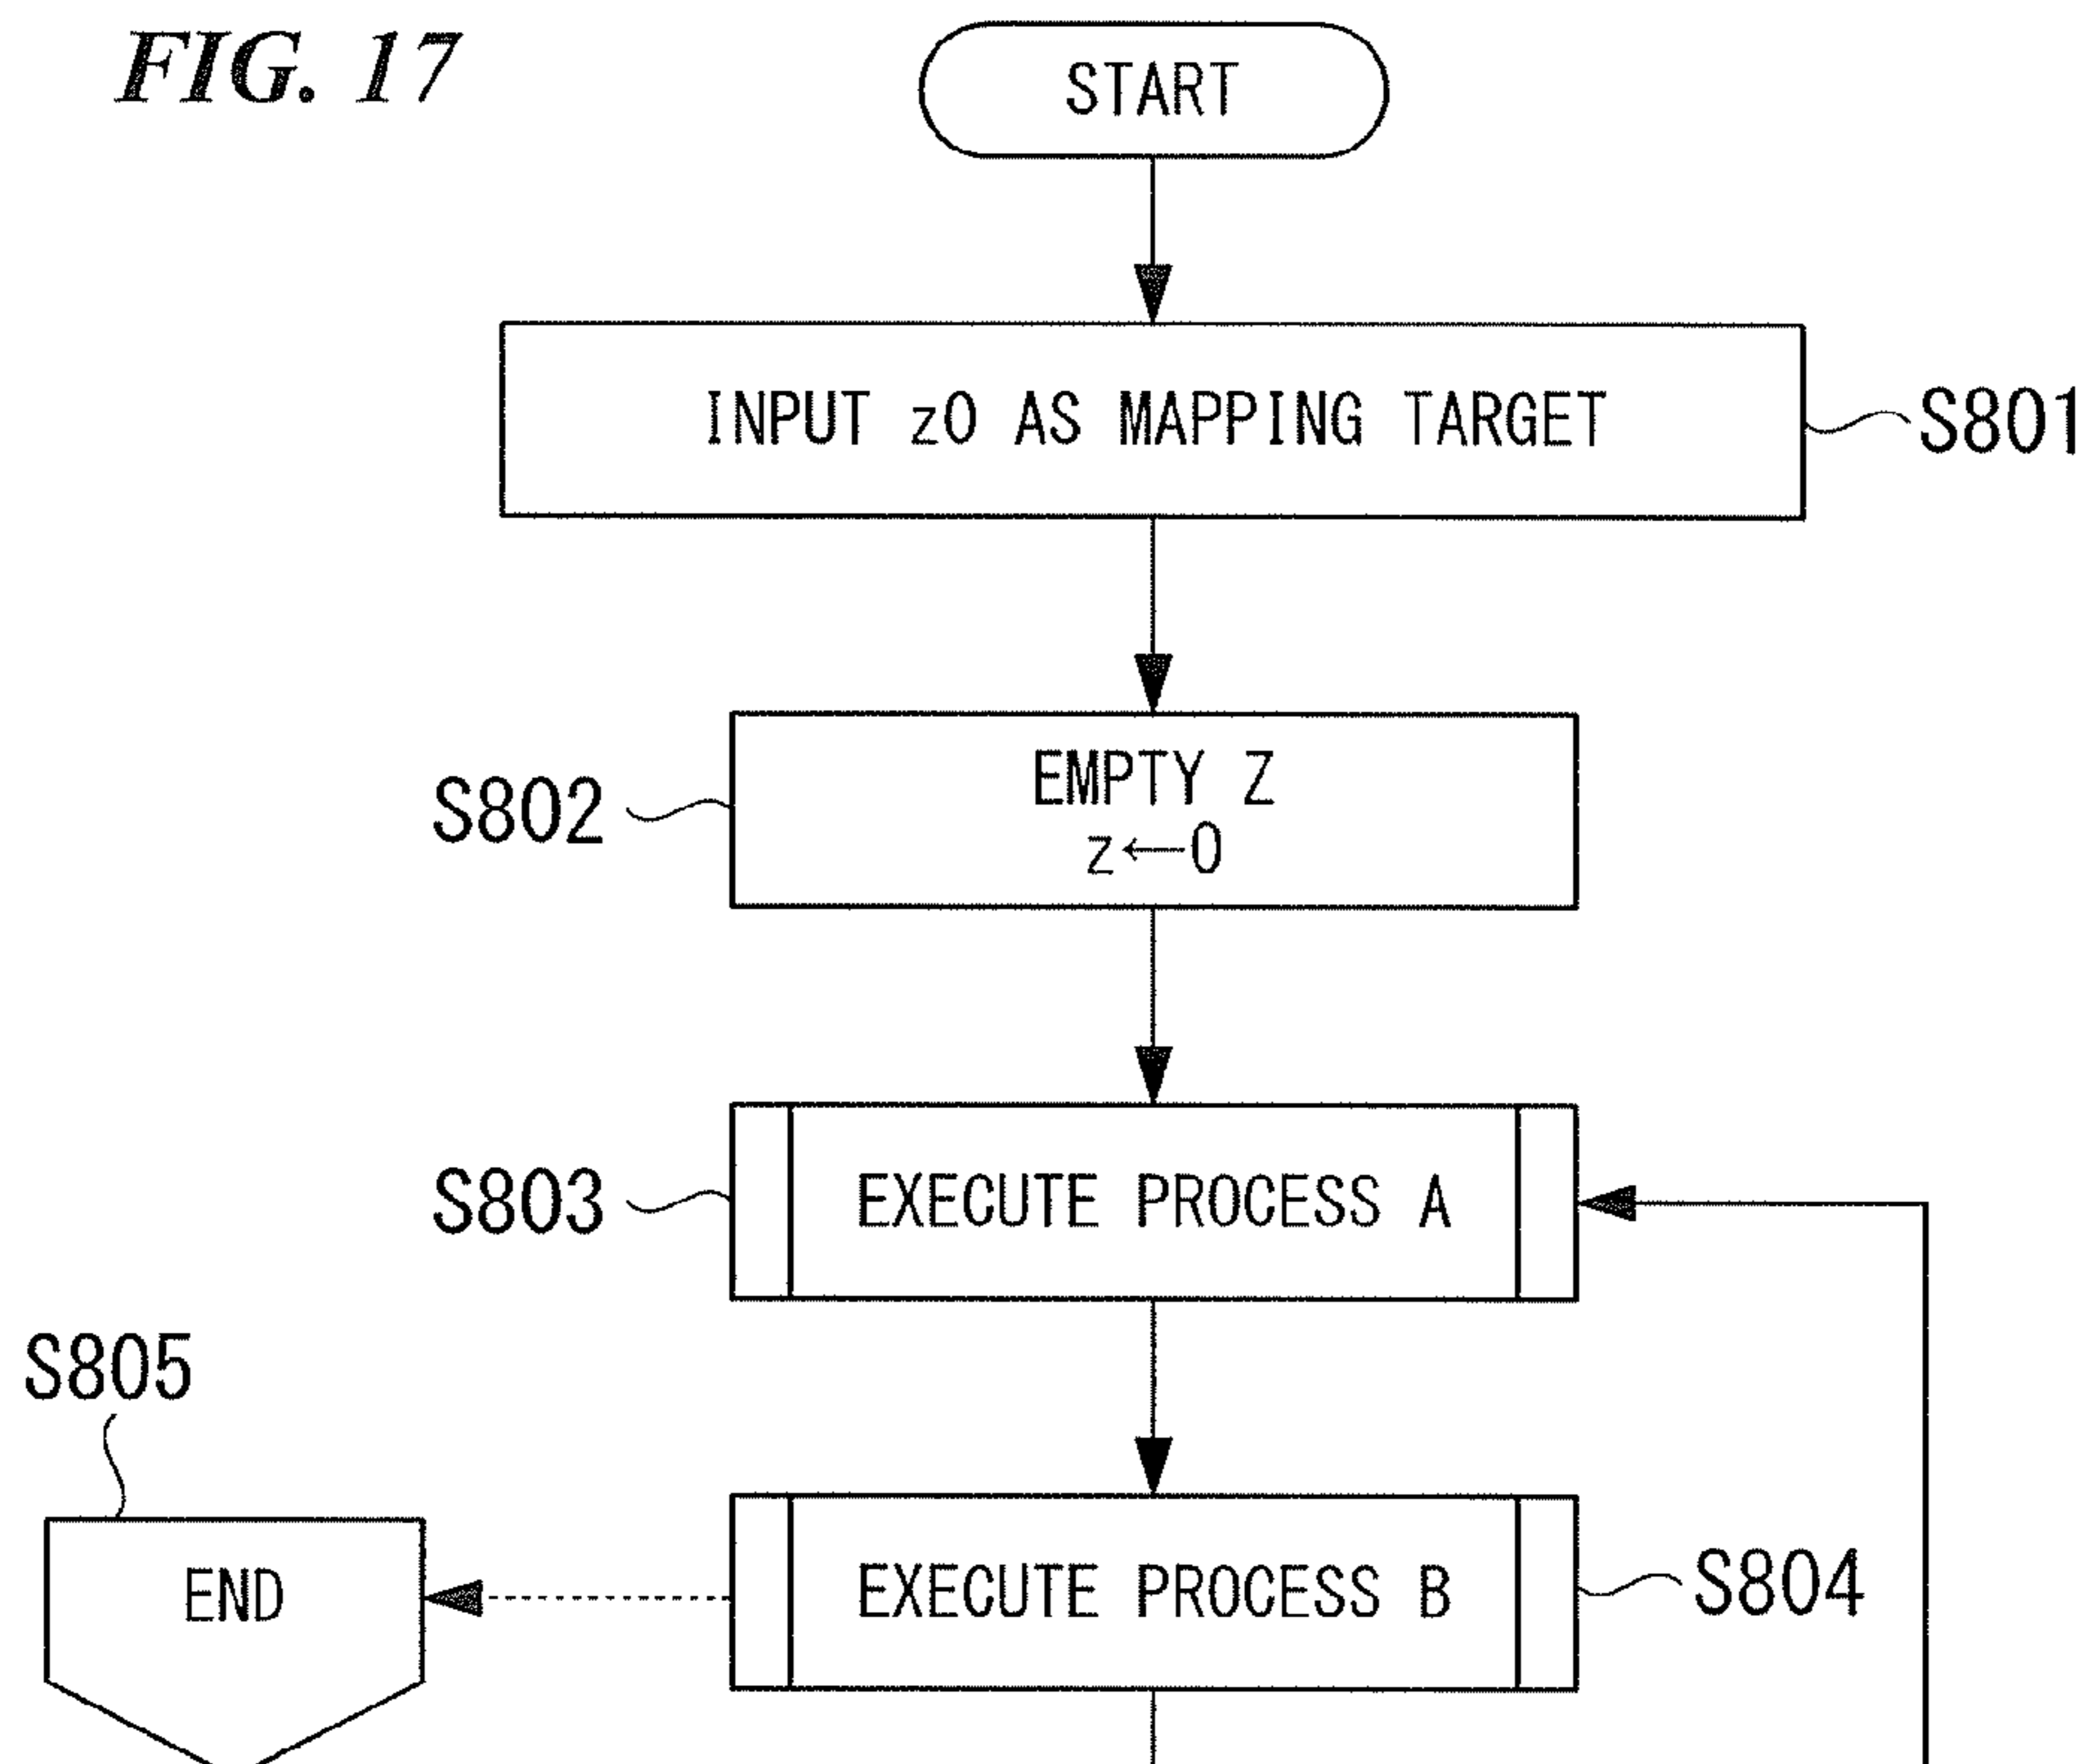 FIG. 17
START
INPUT z0 AS MAPPING TARGET
S801
S802
EMPTY Z
z←0
S803
EXECUTE PROCESS A
S805
END
EXECUTE PROCESS B
S804